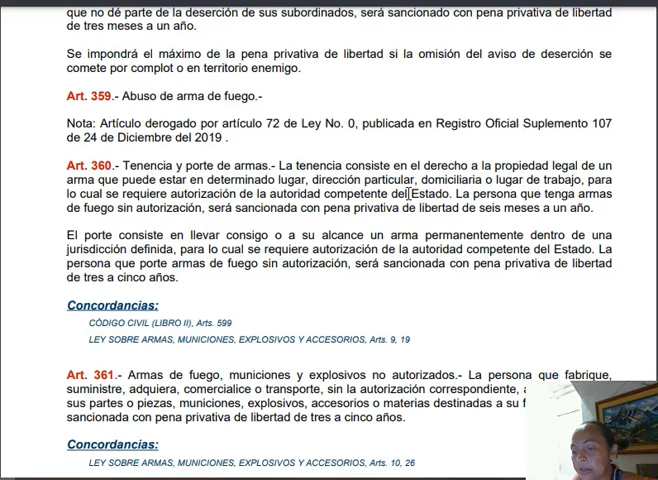 que no dé parte de la deserción de sus subordinados, será sancionado con pena privativa de libertad
de tres meses a un año.
Se impondrá el máximo de la pena privativa de libertad si la omisión del aviso de deserción se
comete por complot o en territorio enemigo.
Art. 359.- Abuso de arma de fuego.-
Nota: Artículo derogado por artículo 72 de Ley No. 0, publicada en Registro Oficial Suplemento 107
de 24 de Diciembre del 2019 .
Art. 360.- Tenencia y porte de armas.- La tenencia consiste en el derecho a la propiedad legal de un
arma que puede estar en determinado lugar, dirección particular, domiciliaria o lugar de trabajo, para
lo cual se requiere autorización de la autoridad competente del Estado. La persona que tenga armas
de fuego sin autorización, será sancionada con pena privativa de libertad de seis meses a un año.
El porte consiste en llevar consigo o a su alcance un arma permanentemente dentro de una
jurisdicción definida, para lo cual se requiere autorización de la autoridad competente del Estado. La
persona que porte armas de fuego sin autorización, será sancionada con pena privativa de libertad
de tres a cinco años.
Concordancias:
CÓDIGO CIVIL (LIBRO II), Arts. 599
LEY SOBRE ARMAS, MUNICIONES, EXPLOSIVOS Y ACCESORIOS, Arts. 9, 19
Art. 361.- Armas de fuego, municiones y explosivos no autorizados.- La persona que fabrique,
suministre, adquiera, comercialice o transporte, sin la autorización correspondiente,
sus partes o piezas, municiones, explosivos, accesorios o materias destinadas a su
sancionada con pena privativa de libertad de tres a cinco años.
Concordancias:
LEY SOBRE ARMAS, MUNICIONES, EXPLOSIVOS Y ACCESORIOS, Arts. 10, 26